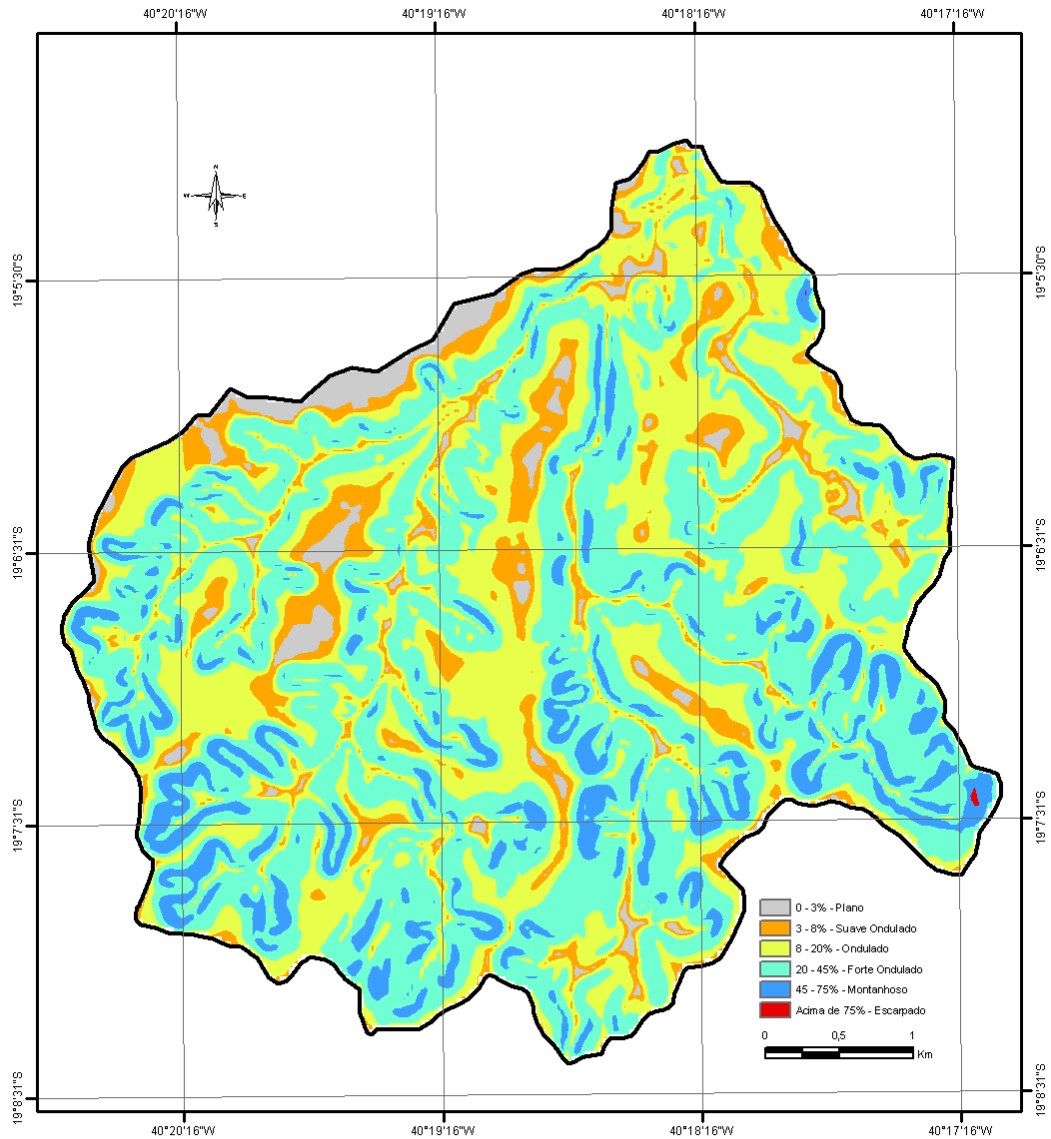 40°20'16"W 40°19'16"W 40°18'16"W 40°17'16"W
N
W E
S
19°5'30"S 19°5'30"S
19°6'31"S 19°6'31"S
19°7'31"S 19°7'31"S
0 - 3% - Plano
3 - 8% - Suave Ondulado
8 - 20% - Ondulado
20 - 45% - Forte Ondulado
45 - 75% - Montanhoso
Acima de 75% - Escarpado
0 0,5 1
Km
19°8'31"S 19°8'31"S
40°20'16"W 40°19'16"W 40°18'16"W 40°17'16"W